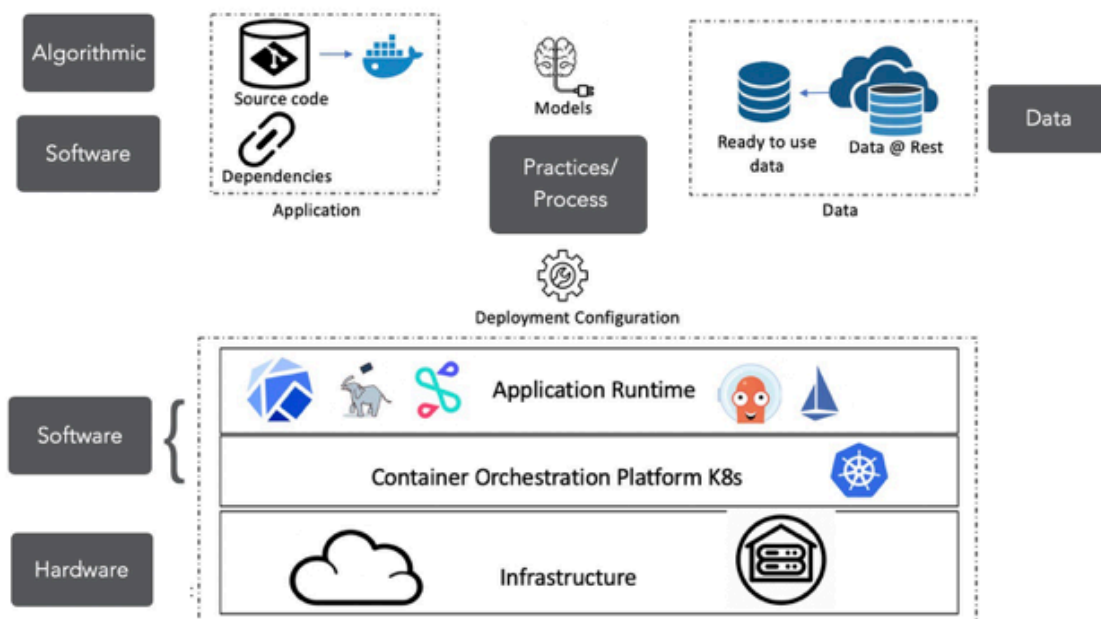 Algorithmic
Software
Source code
Dependencies
Application
Models
Practices/
Process
Ready to use
data
Data @ Rest
Data
Data
Deployment Configuration
Software
Application Runtime
Container Orchestration Platform K8s
Hardware
Infrastructure